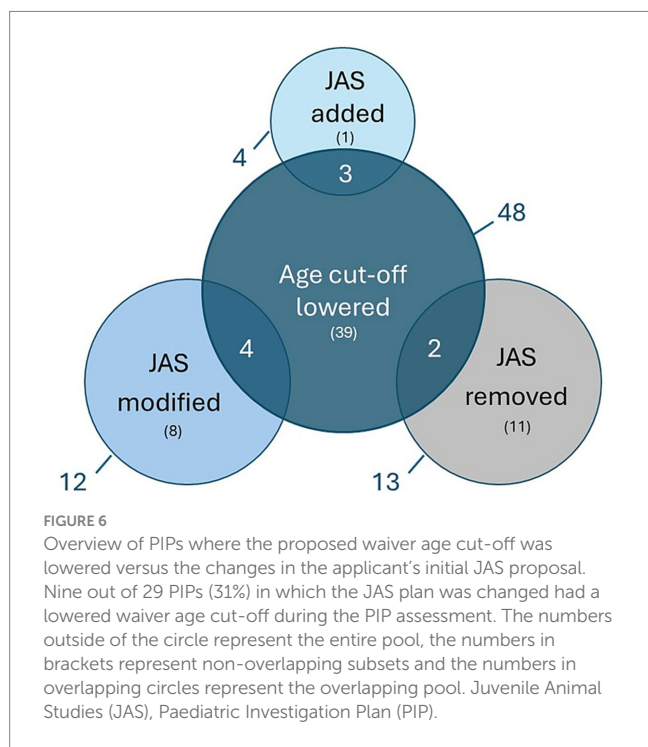 JAS
added
(1)
4
3
48
Age cut-off
lowered
(39)
4
2
JAS
modified
(8)
JAS
removed
(11)
12
13
FIGURE 6
Overview of PIPs where the proposed waiver age cut-off was
lowered versus the changes in the applicant's initial JAS proposal.
Nine out of 29 PIPs (31%) in which the JAS plan was changed had a
lowered waiver age cut-off during the PIP assessment. The numbers
outside of the circle represent the entire pool, the numbers in
brackets represent non-overlapping subsets and the numbers in
overlapping circles represent the overlapping pool. Juvenile Animal
Studies (JAS), Paediatric Investigation Plan (PIP).